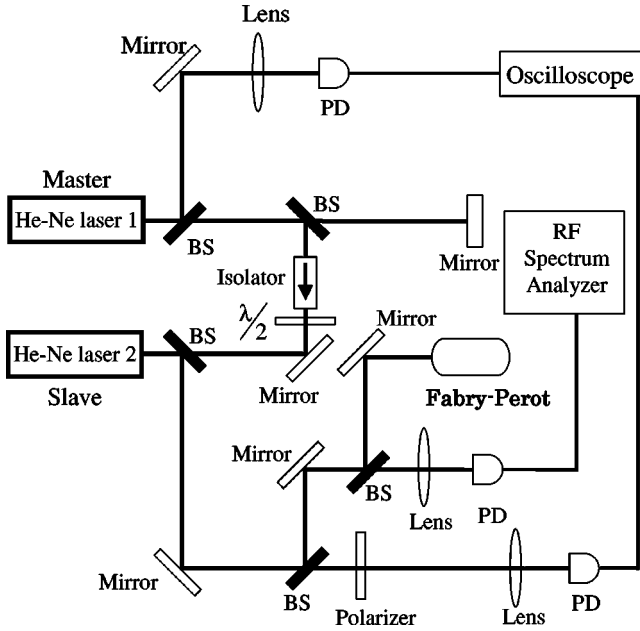 Lens
Mirror
PD
Oscilloscope
Master
He-Ne laser 1
BS
BS
Mirror
RF
Spectrum
Analyzer
Isolator
λ/2
Mirror
BS
He-Ne laser 2
Slave
Mirror
Fabry-Perot
Mirror
BS
Lens
PD
Mirror
BS
Polarizer
Lens
PD